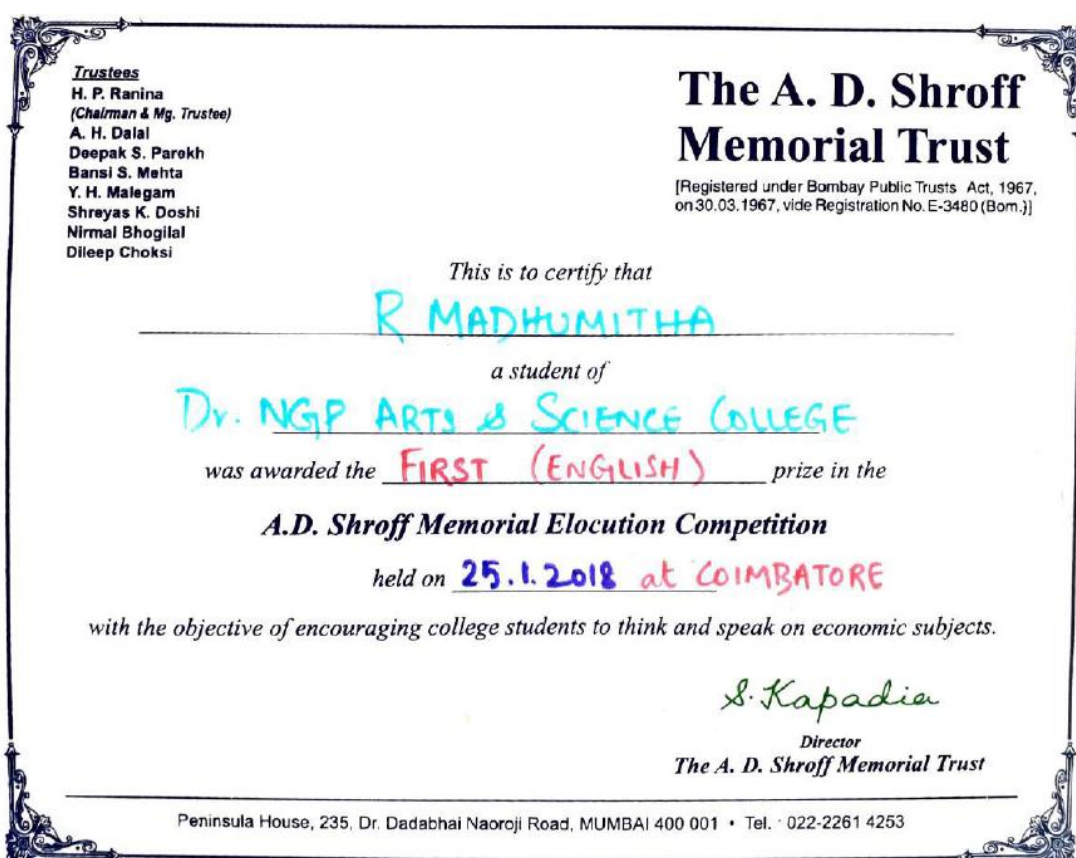 Trustees
H. P. Ranina
(Chairman & Mg. Trustee)
A. H. Dalal
Deepak S. Parekh
Bansi S. Mehta
Y. H. Malegam
Shreyas K. Doshi
Nirmal Bhogilal
Dileep Choksi
The A. D. Shroff
Memorial Trust
[Registered under Bombay Public Trusts Act, 1967,
on 30.03.1967, vide Registration No. E-3480 (Bom.)]
This is to certify that
R MADHUMITHA
a student of
Dr. NGP ARTS & SCIENCE COLLEGE
was awarded the FIRST (ENGLISH) prize in the
A.D. Shroff Memorial Elocution Competition
held on 25.1.2018 at COIMBATORE
with the objective of encouraging college students to think and speak on economic subjects.
S. Kapadia
Director
The A. D. Shroff Memorial Trust
Peninsula House, 235, Dr. Dadabhai Naoroji Road, MUMBAI 400 001 • Tel. : 022-2261 4253